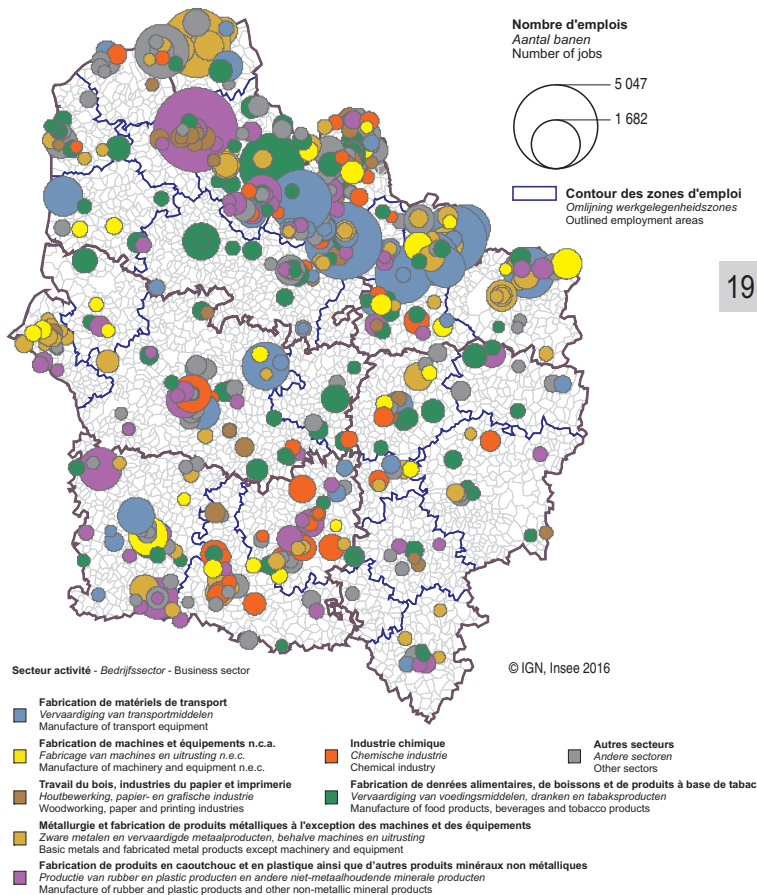 Nombre d'emplois
Aantal banen
Number of jobs
5 047
1 682
Contour des zones d'emploi
Omlijning werkgelegenheidszones
Outlined employment areas
19
Secteur activité - Bedrijfssector - Business sector
© IGN, Insee 2016
Fabrication de matériels de transport
Vervaardiging van transportmiddelen
Manufacture of transport equipment
Fabrication de machines et équipements n.c.a.
Fabricage van machines en uitrusting n.e.c.
Manufacture of machinery and equipment n.e.c.
Industrie chimique
Chemische industrie
Chemical industry
Autres secteurs
Andere sectoren
Other sectors
Travail du bois, industries du papier et imprimerie
Houtbewerking, papier- en grafische industrie
Woodworking, paper and printing industries
Fabrication de denrées alimentaires, de boissons et de produits à base de tabac
Vervaardiging van voedingsmiddelen, dranken en tabaksproducten
Manufacture of food products, beverages and tobacco products
Métallurgie et fabrication de produits métalliques à l'exception des machines et des équipements
Zware metalen en vervaardigde metaalproducten, behalve machines en uitrusting
Basic metals and fabricated metal products except machinery and equipment
Fabrication de produits en caoutchouc et en plastique ainsi que d'autres produits minéraux non métalliques
Productie van rubber en plastic producten en andere niet-metaalhoudende minerale producten
Manufacture of rubber and plastic products and other non-metallic mineral products